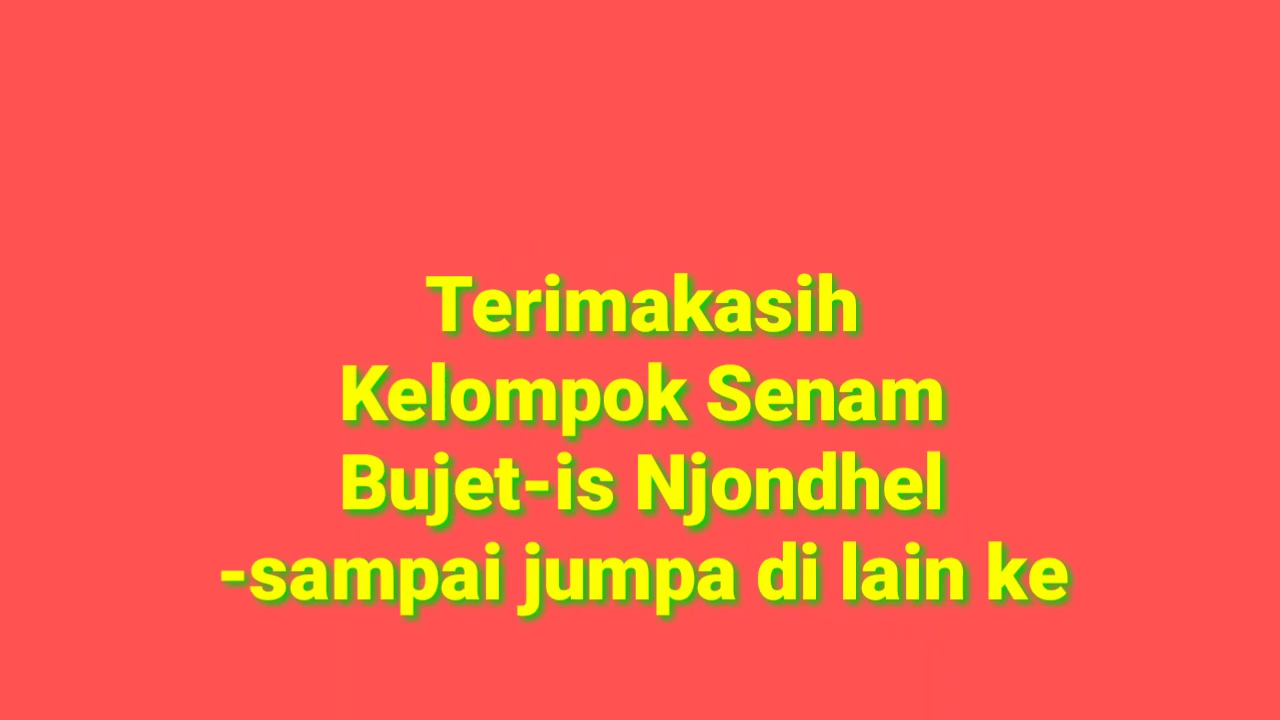 Terimakasih
Kelompok Senam
Bujet-is Njondhel
-sampai jumpa di lain ke